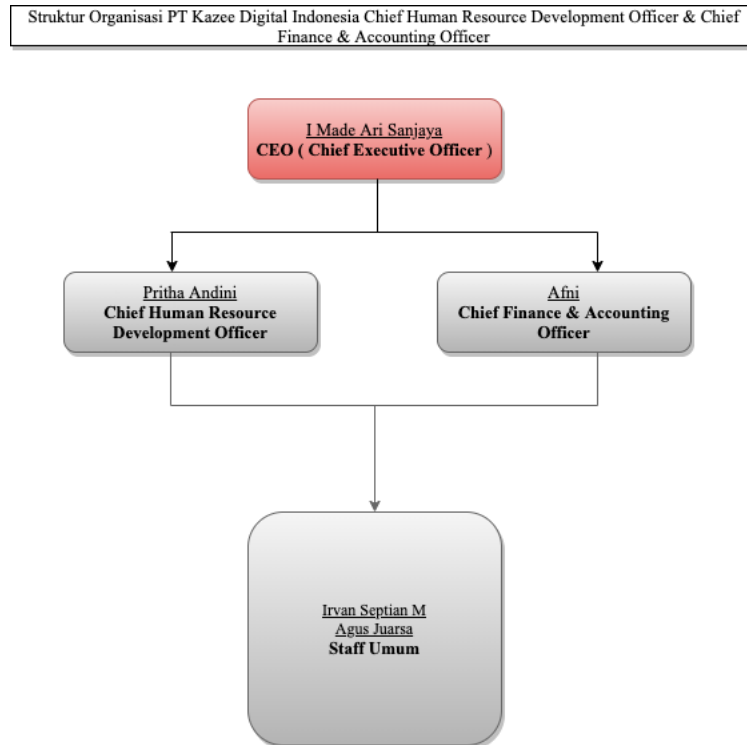 Struktur Organisasi PT Kazee Digital Indonesia Chief Human Resource Development Officer & Chief
Finance & Accounting Officer
I Made Ari Sanjaya
CEO ( Chief Executive Officer )
Pritha Andini
Chief Human Resource
Development Officer
Afni
Chief Finance & Accounting
Officer
Irvan Septian M
Agus Juarsa
Staff Umum